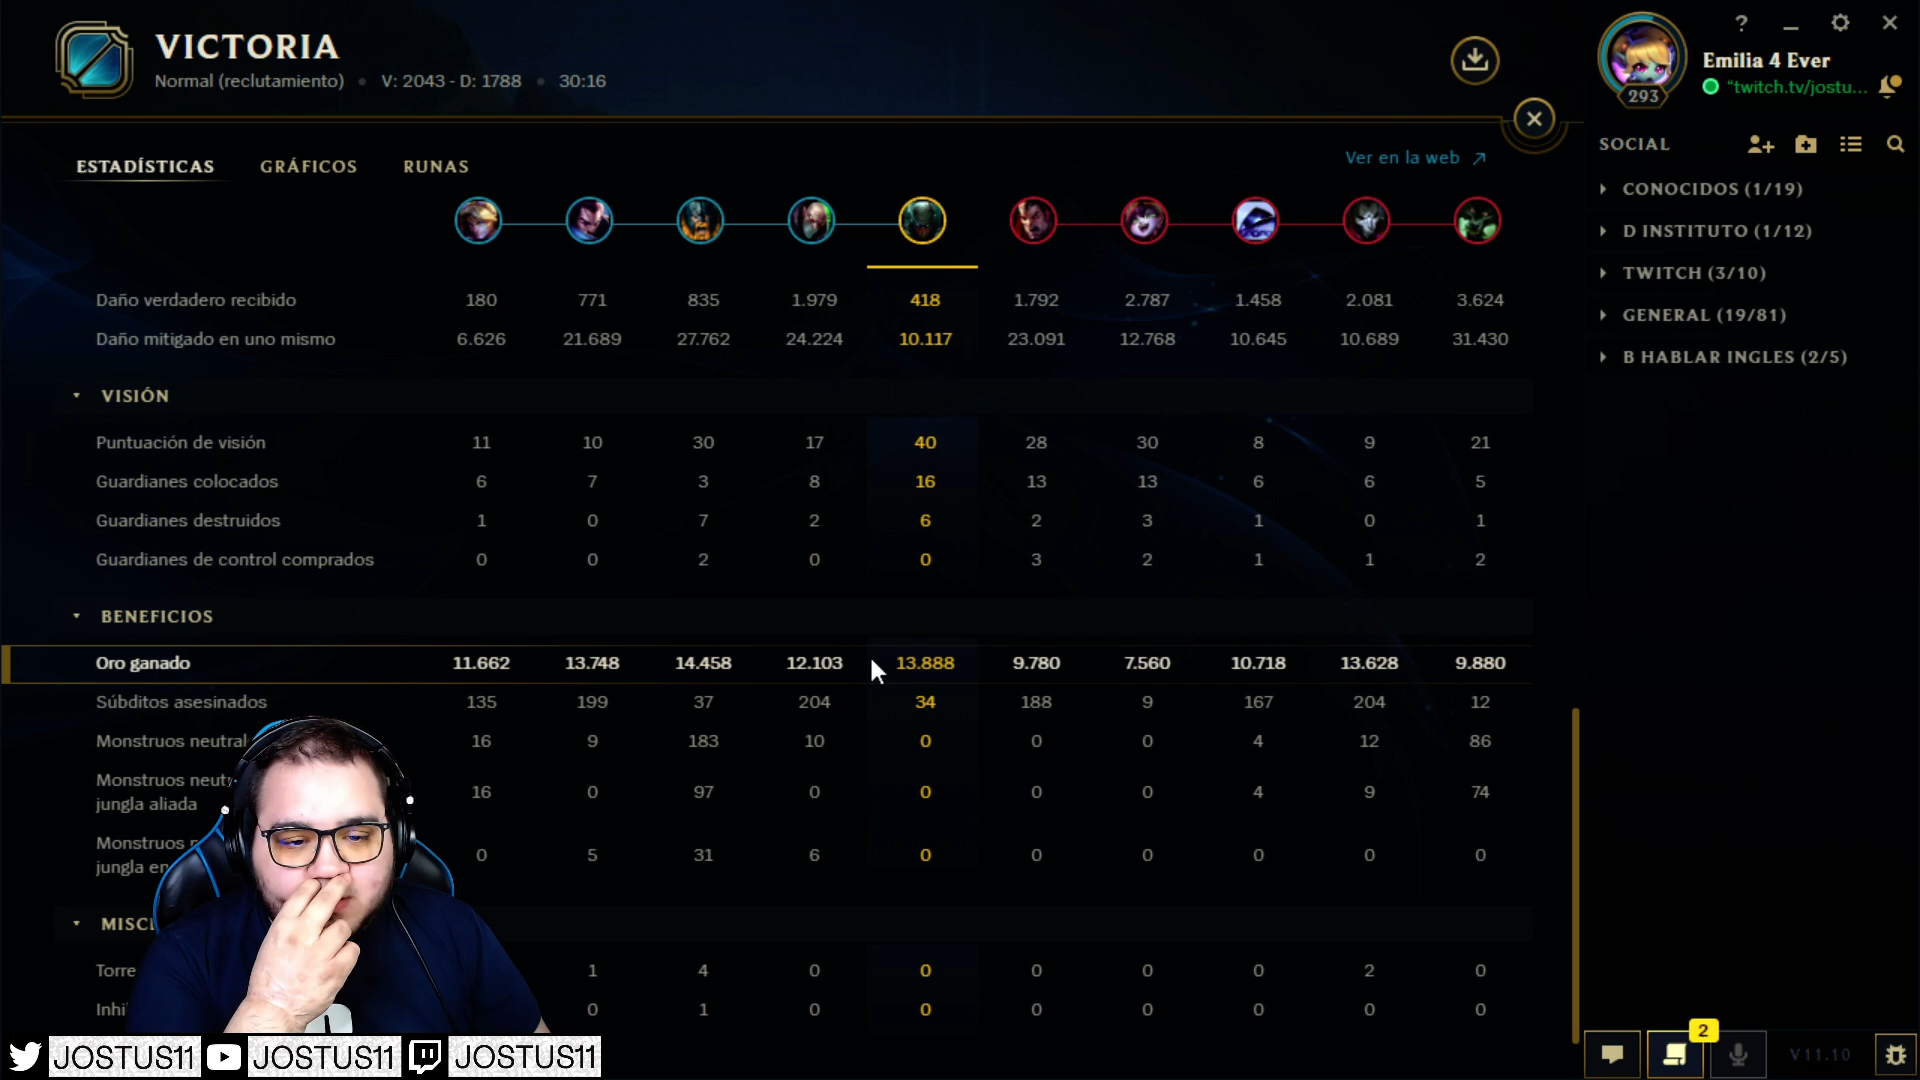 VICTORIA
Normal (reclutamiento) • V: 2043 - D: 1788 • 30:16
?
Emilia 4 Ever
"twitch.tv/jostu...
293
ESTADÍSTICAS GRÁFICOS RUNAS
Ver en la web
SOCIAL
CONOCIDOS (1/19)
D INSTITUTO (1/12)
TWITCH (3/10)
GENERAL (19/81)
B HABLAR INGLES (2/5)
Daño verdadero recibido 180 771 835 1.979 418 1.792 2.787 1.458 2.081 3.624
Daño mitigado en uno mismo 6.626 21.689 27.762 24.224 10.117 23.091 12.768 10.645 10.689 31.430
VISIÓN
Puntuación de visión 11 10 30 17 40 28 30 8 9 21
Guardianes colocados 6 7 3 8 16 13 13 6 6 5
Guardianes destruidos 1 0 7 2 6 2 3 1 0 1
Guardianes de control comprados 0 0 2 0 0 3 2 1 1 2
BENEFICIOS
Oro ganado 11.662 13.748 14.458 12.103 13.888 9.780 7.560 10.718 13.628 9.880
Súbditos asesinados 135 199 37 204 34 188 9 167 204 12
Monstruos neutral 16 9 183 10 0 0 0 4 12 86
Monstruos neut
jungla aliada 16 0 97 0 0 0 0 4 9 74
Monstruos
jungla en 0 5 31 6 0 0 0 0 0 0
MISC
Torre 1 4 0 0 0 0 0 2 0
Inhi 0 1 0 0 0 0 0 0 0
JOSTUS11 JOSTUS11 JOSTUS11
2
V11.10